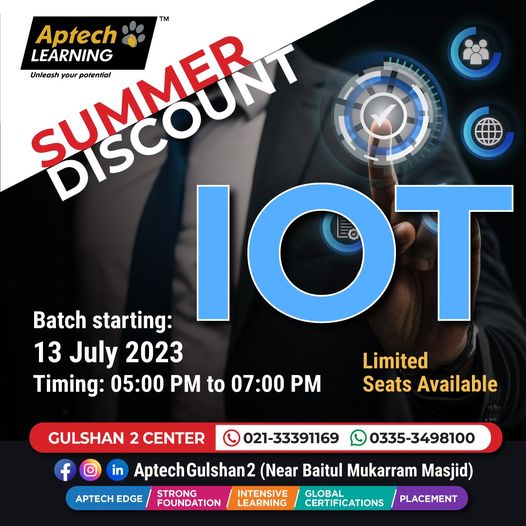 Aptech
LEARNING
TM
Unleash your potential
SUMMER
DISCOUNT
IOT
Batch starting:
13 July 2023
Timing: 05:00 PM to 07:00 PM
Limited
Seats Available
GULSHAN 2 CENTER 021-33391169 0335-3498100
f in AptechGulshan2 (Near Baitul Mukarram Masjid)
APTECH EDGE
STRONG
FOUNDATION
INTENSIVE
LEARNING
GLOBAL
CERTIFICATIONS
PLACEMENT